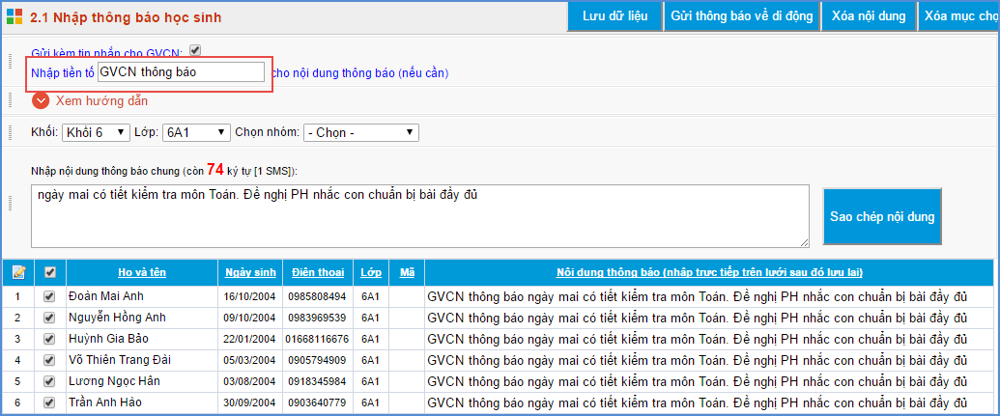 2.1 Nhập thông báo học sinh
Lưu dữ liệu
Gửi thông báo về di động
Xóa nội dung
Xóa mục chọ
Gửi kèm tin nhắn cho GVCN:
Nhập tiền tố GVCN thông báo cho nội dung thông báo (nếu cần)
Xem hướng dẫn
Khối: Khối 6 Lớp: 6A1 Chọn nhóm: - Chọn -
Nhập nội dung thông báo chung (còn 74 ký tự [1 SMS]):
ngày mai có tiết kiểm tra môn Toán. Đề nghị PH nhắc con chuẩn bị bài đầy đủ
Sao chép nội dung
Họ và tên Ngày sinh Điện thoại Lớp Mã Nội dung thông báo (nhập trực tiếp trên lưới sau đó lưu lại)
1 Đoàn Mai Anh 16/10/2004 0985808494 6A1 GVCN thông báo ngày mai có tiết kiểm tra môn Toán. Đề nghị PH nhắc con chuẩn bị bài đầy đủ
2 Nguyễn Hồng Anh 09/10/2004 0983969539 6A1 GVCN thông báo ngày mai có tiết kiểm tra môn Toán. Đề nghị PH nhắc con chuẩn bị bài đầy đủ
3 Huỳnh Gia Bảo 22/01/2004 01668116676 6A1 GVCN thông báo ngày mai có tiết kiểm tra môn Toán. Đề nghị PH nhắc con chuẩn bị bài đầy đủ
4 Võ Thiên Trang Đài 05/03/2004 0905794909 6A1 GVCN thông báo ngày mai có tiết kiểm tra môn Toán. Đề nghị PH nhắc con chuẩn bị bài đầy đủ
5 Lương Ngọc Hân 03/08/2004 0918345984 6A1 GVCN thông báo ngày mai có tiết kiểm tra môn Toán. Đề nghị PH nhắc con chuẩn bị bài đầy đủ
6 Trần Anh Hào 30/09/2004 0903640779 6A1 GVCN thông báo ngày mai có tiết kiểm tra môn Toán. Đề nghị PH nhắc con chuẩn bị bài đầy đủ